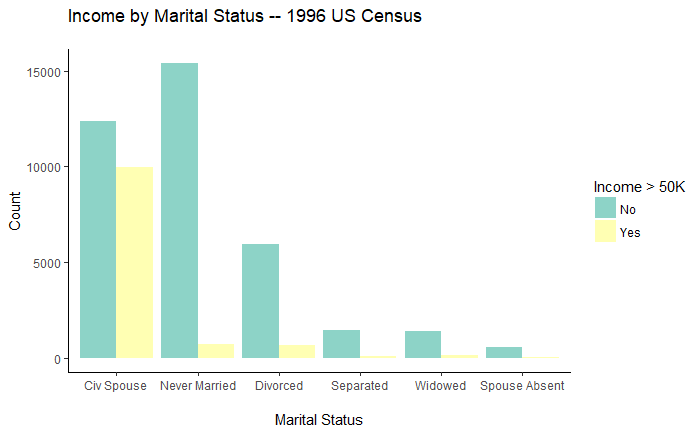 Income by Marital Status -- 1996 US Census
Count
15000
10000
5000
0
Civ Spouse
Never Married
Divorced
Separated
Widowed
Spouse Absent
Marital Status
Income > 50K
No
Yes